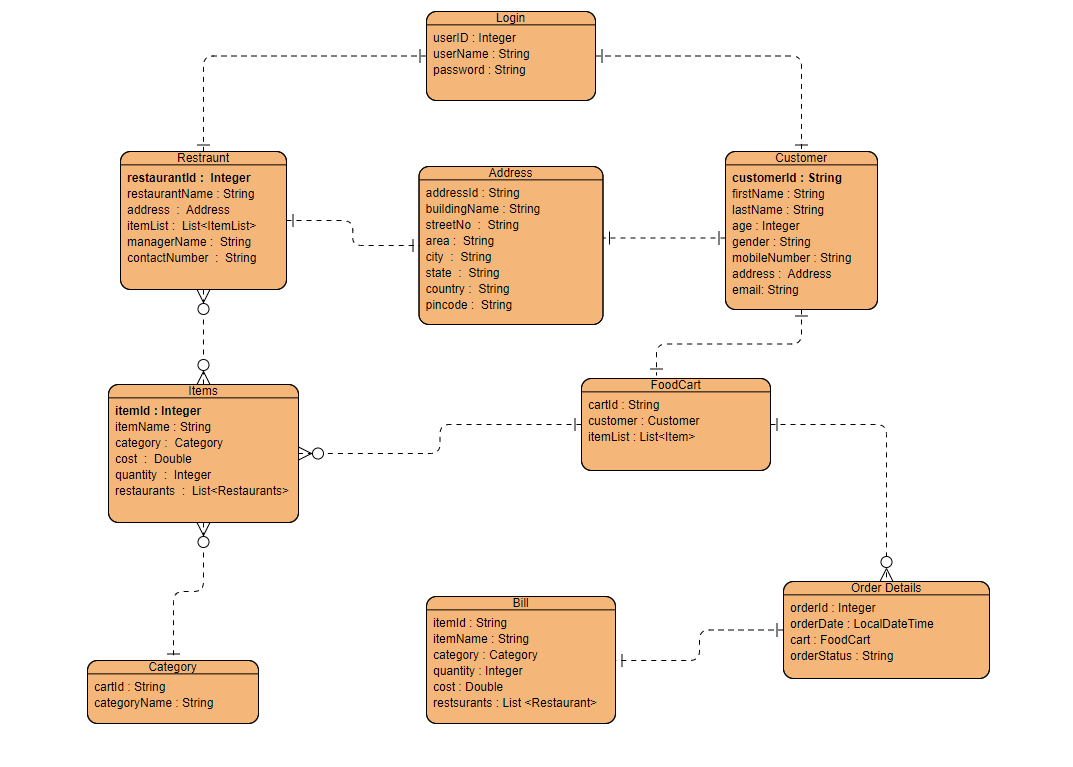 Login
userID : Integer
userName : String
password : String
Restraunt
restaurantId : Integer
restaurantName : String
address : Address
itemList : List<ItemList>
managerName : String
contactNumber : String
Address
addressId : String
buildingName : String
streetNo : String
area : String
city : String
state : String
country : String
pincode : String
Customer
customerId : String
firstName : String
lastName : String
age : Integer
gender : String
mobileNumber : String
address : Address
email: String
Items
itemId : Integer
itemName : String
category : Category
cost : Double
quantity : Integer
restaurants : List<Restaurants>
FoodCart
cartId : String
customer : Customer
itemList : List<Item>
Category
cartId : String
categoryName : String
Bill
itemId : String
itemName : String
category : Category
quantity : Integer
cost : Double
restsurants : List <Restaurant>
Order Details
orderId : Integer
orderDate : LocalDateTime
cart : FoodCart
orderStatus : String